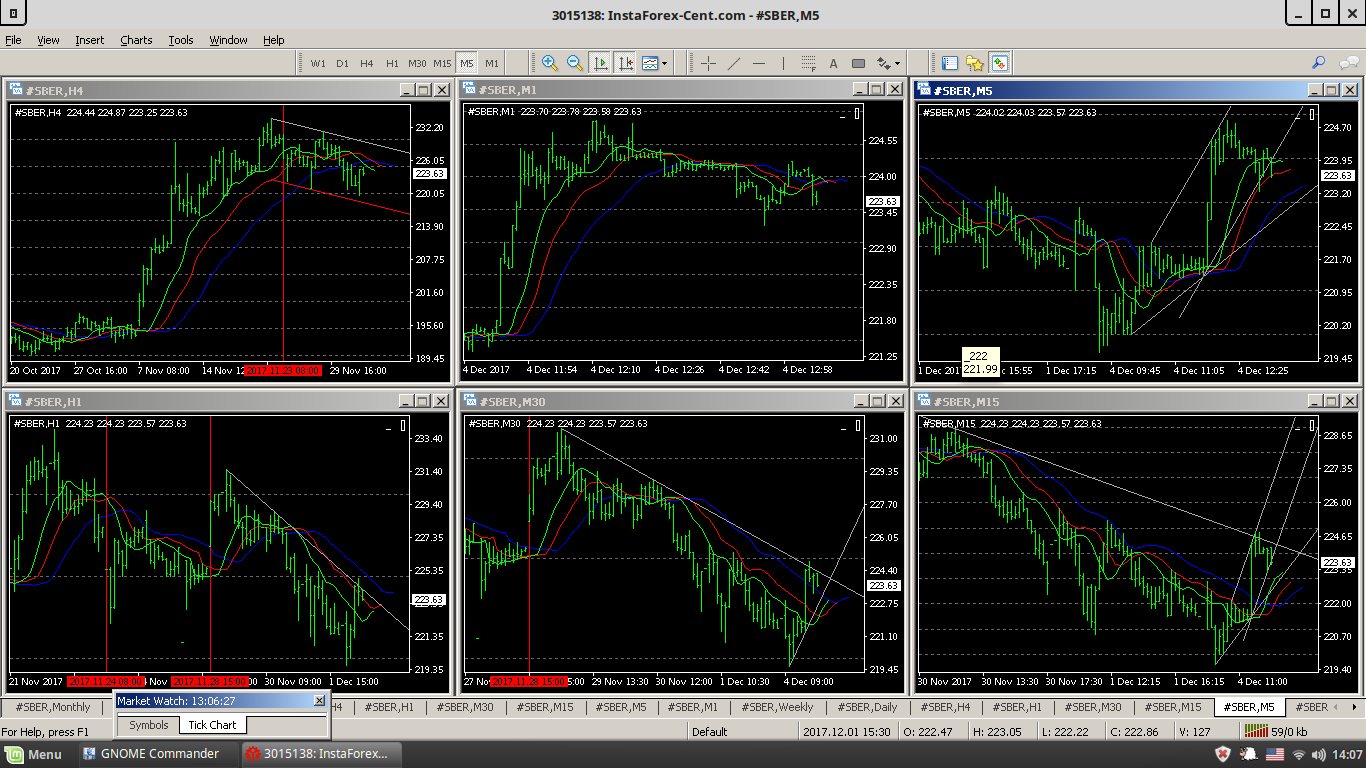 3015138: InstaForex-Cent.com - #SBER,M5
File View Insert Charts Tools Window Help
W1 D1 H4 H1 M30 M15 M5 M1
A
#SBER,H4
#SBER,H4 224.44 224.87 223.25 223.63
232.20
226.05
223.63
220.05
213.90
207.75
201.60
195.60
189.45
20 Oct 2017 27 Oct 16:00 7 Nov 08:00 14 Nov 12 2017.11.23 08:00 29 Nov 16:00
#SBER,M1
#SBER,M1 223.70 223.78 223.58 223.63
224.55
224.00
223.63
223.45
222.90
222.35
221.80
221.25
4 Dec 2017 4 Dec 11:54 4 Dec 12:10 4 Dec 12:26 4 Dec 12:42 4 Dec 12:58
#SBER,M5
#SBER,M5 224.02 224.03 223.57 223.63
224.70
223.95
223.63
223.20
222.45
221.70
220.95
220.20
219.45
_222
221.99
1 Dec 201 15:55 1 Dec 17:15 4 Dec 09:45 4 Dec 11:05 4 Dec 12:25
#SBER,H1
#SBER,H1 224.23 224.23 223.57 223.63
233.40
231.40
229.40
227.35
225.35
223.63
221.35
219.35
21 Nov 2017 2017.11.24 08:00 Nov 2017.11.28 15:00 30 Nov 09:00 1 Dec 15:00
#SBER,M30
#SBER,M30 224.23 224.23 223.57 223.63
231.00
229.35
227.70
226.05
224.40
223.63
222.75
221.10
219.45
27 Nov 2017.11.28 15:00 5:00 29 Nov 13:30 30 Nov 12:00 1 Dec 10:30 4 Dec 09:00
#SBER,M15
#SBER,M15 224.23 224.23 223.57 223.63
228.65
227.35
226.00
224.65
223.63
222.00
220.70
219.40
30 Nov 2017 30 Nov 13:30 30 Nov 17:30 1 Dec 12:15 1 Dec 16:15 4 Dec 11:00
Market Watch: 13:06:27
Symbols Tick Chart
#SBER,Monthly H4 #SBER,H1 #SBER,M30 #SBER,M15 #SBER,M5 #SBER,M1 #SBER,Weekly #SBER,Daily #SBER,H4 #SBER,H1 #SBER,M30 #SBER,M15 #SBER,M5 #SBER
For Help, press F1 Default 2017.12.01 15:30 O: 222.47 H: 223.05 L: 222.22 C: 222.86 V: 127 59/0 kb
Menu GNOME Commander 3015138: InstaForex... 14:07